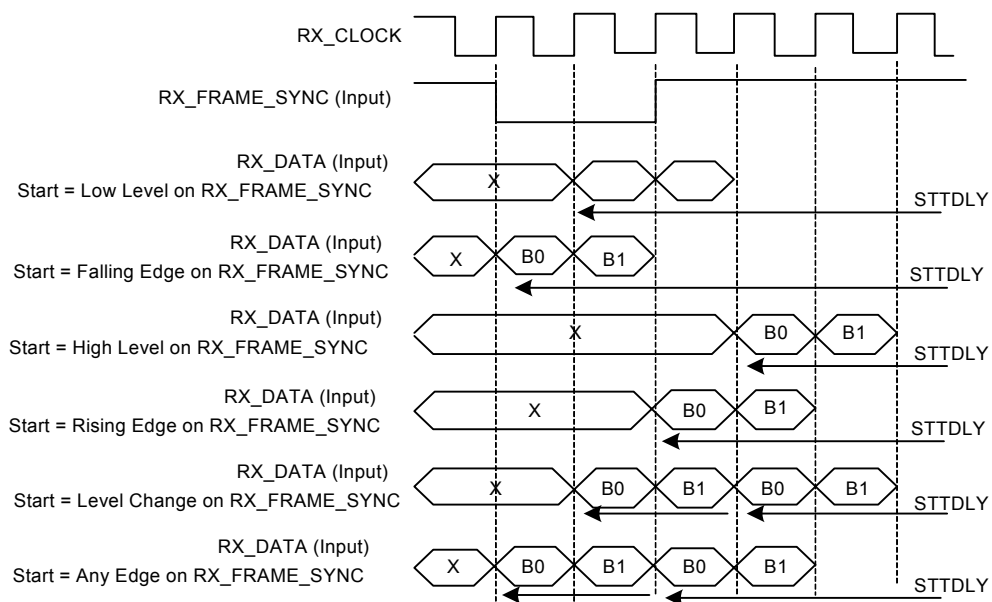 RX_CLOCK
RX_FRAME_SYNC (Input)
RX_DATA (Input)
Start = Low Level on RX_FRAME_SYNC
X
STTDLY
RX_DATA (Input)
Start = Falling Edge on RX_FRAME_SYNC
X B0 B1
STTDLY
RX_DATA (Input)
Start = High Level on RX_FRAME_SYNC
X B0 B1
STTDLY
RX_DATA (Input)
Start = Rising Edge on RX_FRAME_SYNC
X B0 B1
STTDLY
RX_DATA (Input)
Start = Level Change on RX_FRAME_SYNC
X B0 B1 B0 B1
STTDLY
RX_DATA (Input)
Start = Any Edge on RX_FRAME_SYNC
X B0 B1 B0 B1
STTDLY